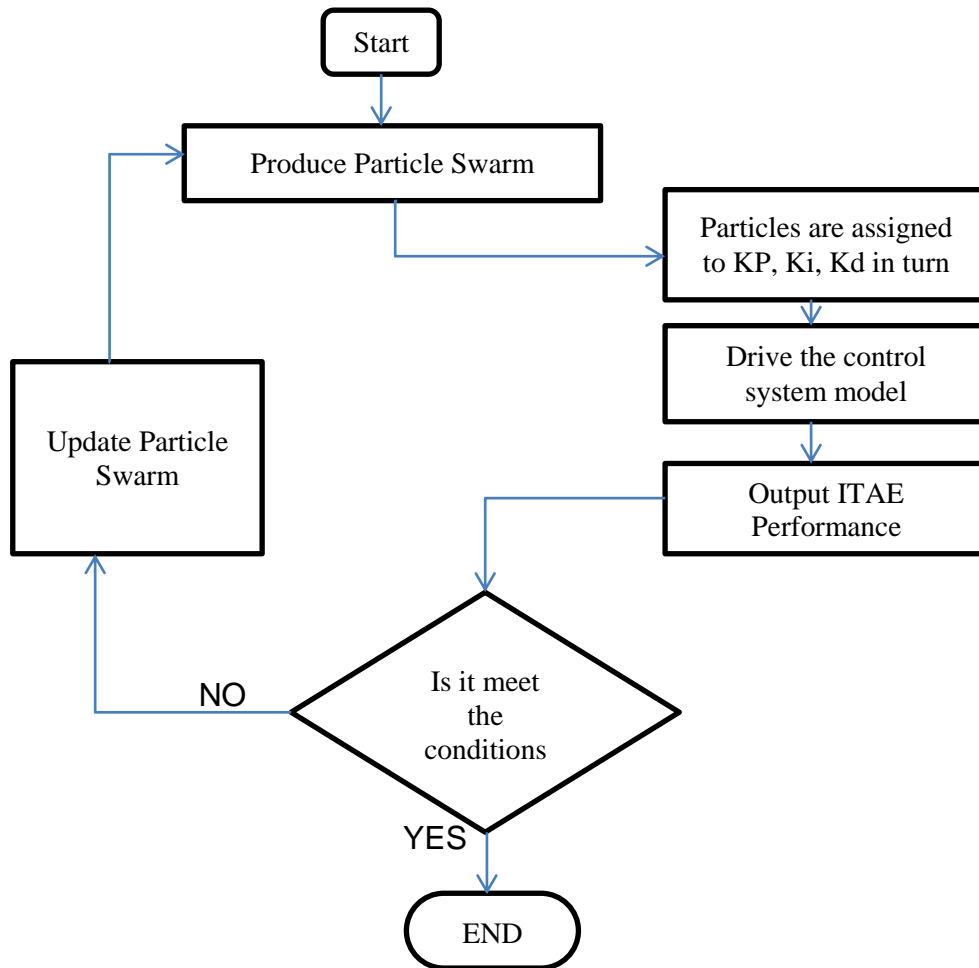 Start
Produce Particle Swarm
Particles are assigned
to KP, Ki, Kd in turn
Drive the control
system model
Output ITAE
Performance
Update Particle
Swarm
Is it meet
the
conditions
NO
YES
END